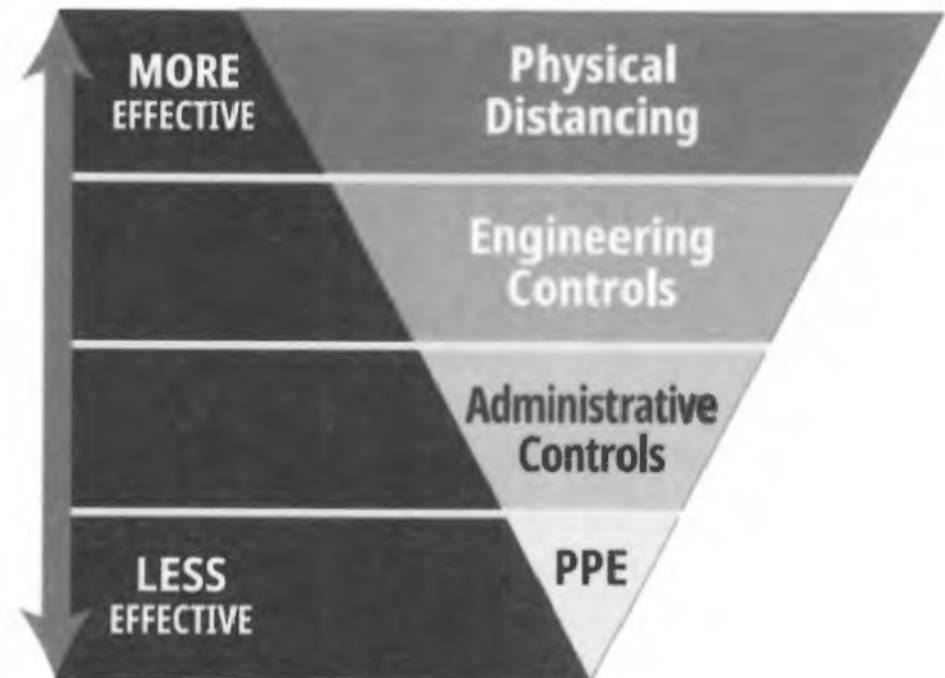 MORE
EFFECTIVE
Physical
Distancing
Engineering
Controls
Administrative
Controls
LESS
EFFECTIVE
PPE